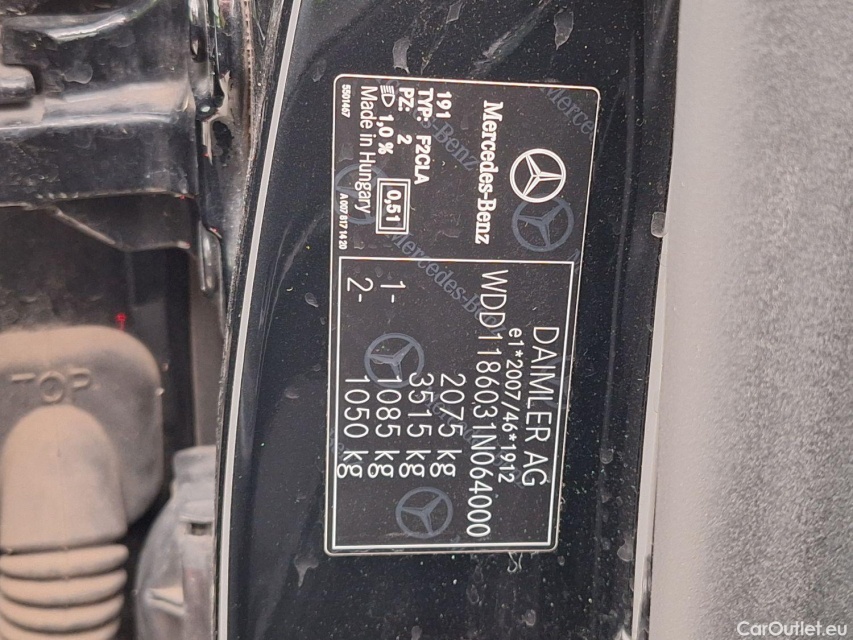 Mercedes-Benz
191
TYP: F2CLA
PZ: 2
1,0 %
0,51
Made in Hungary
5501467
A 007 817 14 20
DAIMLER AG
e1*2007/46*1912
WDD1186031N064000
2075 kg
3515 kg
1- 1085 kg
2- 1050 kg
TOP
CarOutlet.eu